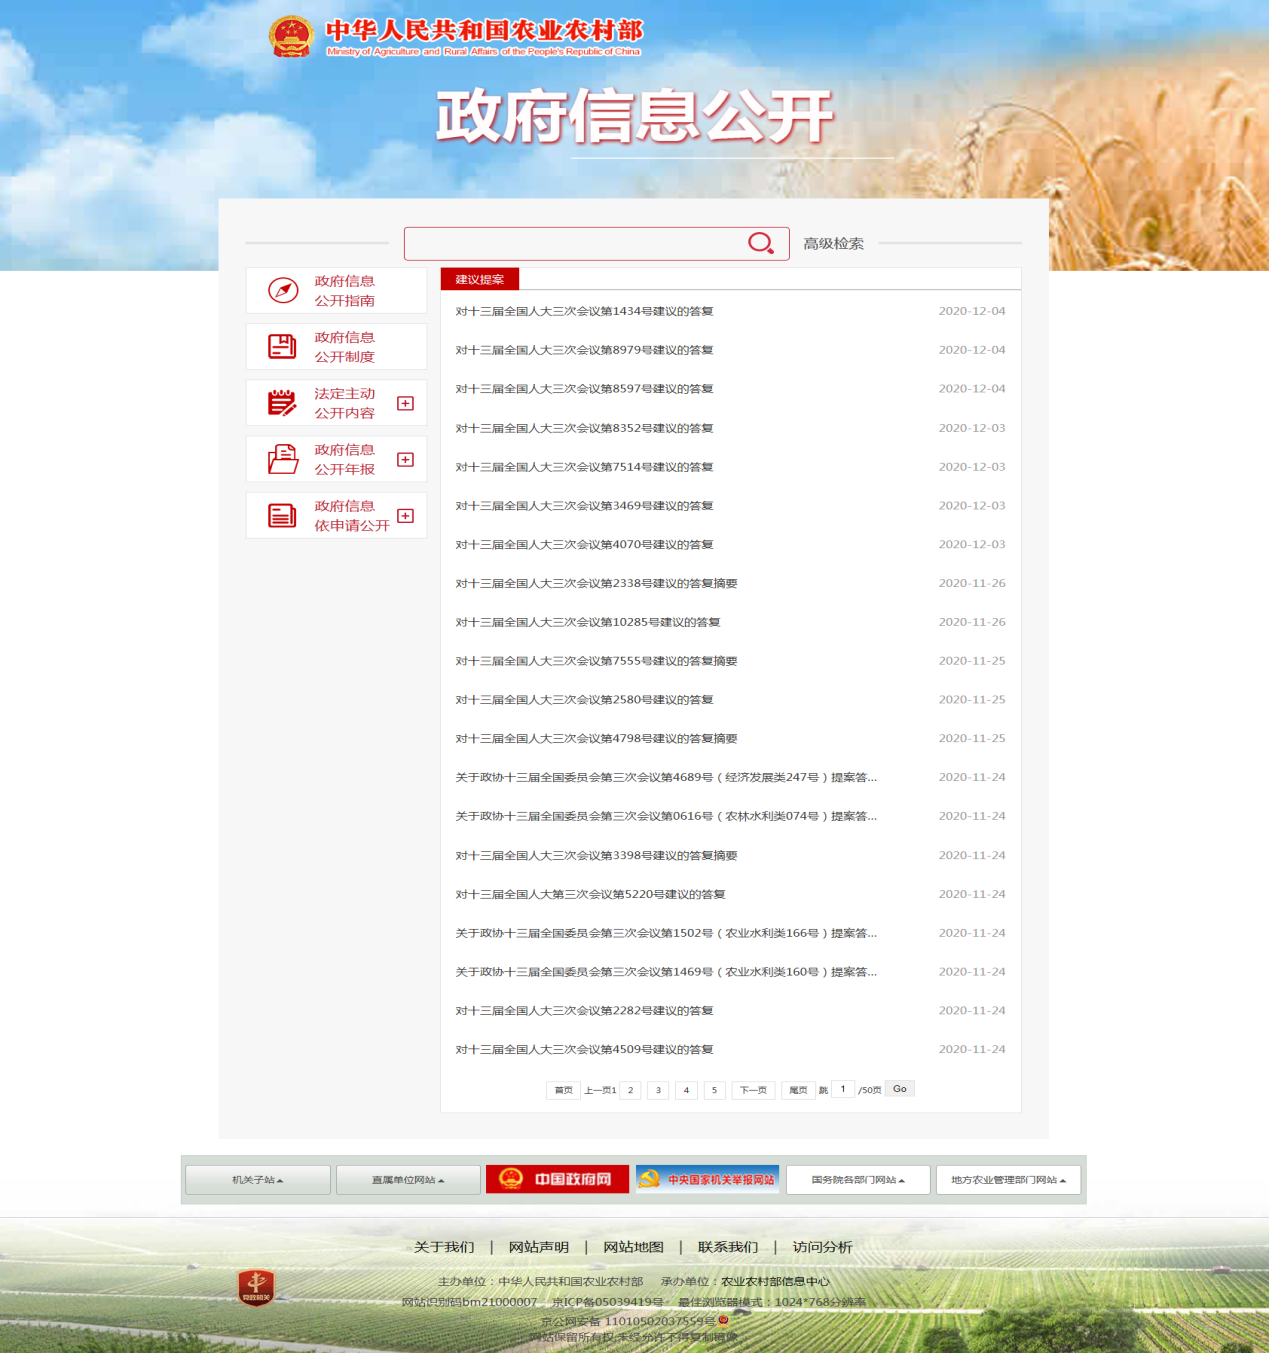 中华人民共和国农业农村部
Ministry of Agriculture and Rural Affairs of the People's Republic of China
政府信息公开
高级检索
政府信息
公开指南
政府信息
公开制度
法定主动
公开内容
政府信息
公开年报
政府信息
依申请公开
建议提案
对十三届全国人大三次会议第1434号建议的答复 2020-12-04
对十三届全国人大三次会议第8979号建议的答复 2020-12-04
对十三届全国人大三次会议第8597号建议的答复 2020-12-04
对十三届全国人大三次会议第8352号建议的答复 2020-12-03
对十三届全国人大三次会议第7514号建议的答复 2020-12-03
对十三届全国人大三次会议第3469号建议的答复 2020-12-03
对十三届全国人大三次会议第4070号建议的答复 2020-12-03
对十三届全国人大三次会议第2338号建议的答复摘要 2020-11-26
对十三届全国人大三次会议第10285号建议的答复 2020-11-26
对十三届全国人大三次会议第7555号建议的答复摘要 2020-11-25
对十三届全国人大三次会议第2580号建议的答复 2020-11-25
对十三届全国人大三次会议第4798号建议的答复摘要 2020-11-25
关于政协十三届全国委员会第三次会议第4689号（经济发展类247号）提案答... 2020-11-24
关于政协十三届全国委员会第三次会议第0616号（农林水利类074号）提案答... 2020-11-24
对十三届全国人大三次会议第3398号建议的答复摘要 2020-11-24
对十三届全国人大第三次会议第5220号建议的答复 2020-11-24
关于政协十三届全国委员会第三次会议第1502号（农业水利类166号）提案答... 2020-11-24
关于政协十三届全国委员会第三次会议第1469号（农业水利类160号）提案答... 2020-11-24
对十三届全国人大三次会议第2282号建议的答复 2020-11-24
对十三届全国人大三次会议第4509号建议的答复 2020-11-24
首页 上一页1 2 3 4 5 下一页 尾页 跳 1 /50页 Go
机关子站 直属单位网站 中国政府网 中央国家机关举报网站 国务院各部门网站 地方农业管理部门网站
关于我们 | 网站声明 | 网站地图 | 联系我们 | 访问分析
党政机关
主办单位：中华人民共和国农业农村部 承办单位：农业农村部信息中心
网站识别码bm21000007 京ICP备05039419号 最佳浏览器模式：1024*768分辨率
京公网安备 11010502037559号
网站保留所有权,未经允许不得复制镜像